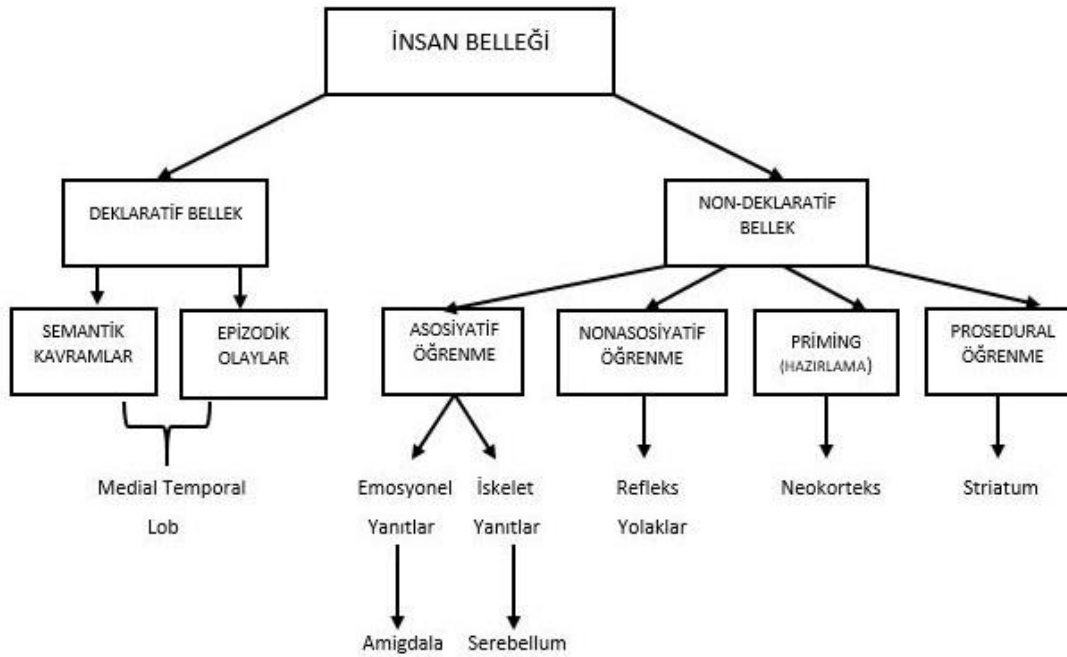 İNSAN BELLEĞİ
DEKLARATİF BELLEK
NON-DEKLARATİF
BELLEK
SEMANTİK
KAVRAMLAR
EPİZODİK
OLAYLAR
ASOSİYATİF
ÖĞRENME
NONASOSİYATİF
ÖĞRENME
PRİMİNG
(HAZIRLAMA)
PROSEDURAL
ÖĞRENME
Medial Temporal
Lob
Emosyonel
Yanıtlar
İskelet
Yanıtlar
Refleks
Yolaklar
Neokorteks
Striatum
Amigdala
Serebellum